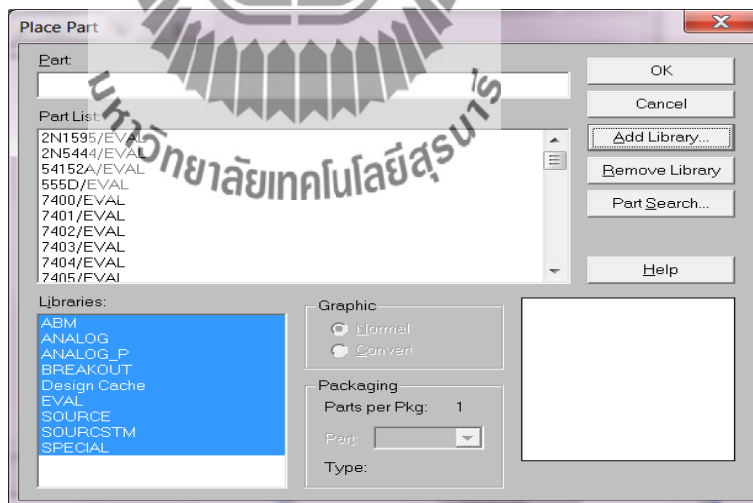 Place Part
Part:
OK
Cancel
Part List:
Add Library...
2N1595/EVAL
2N5444/EVAL
54152A/EVAL
555D/EVAL
7400/EVAL
7401/EVAL
7402/EVAL
7403/EVAL
7404/EVAL
7405/EVAL
Remove Library
Part Search...
Help
มหาวิทยาลัยเทคโนโลยีสุรนารี
Libraries:
ABM
ANALOG
ANALOG_P
BREAKOUT
Design Cache
EVAL
SOURCE
SOURCSTM
SPECIAL
Graphic
Normal
Convert
Packaging
Parts per Pkg: 1
Part:
Type: